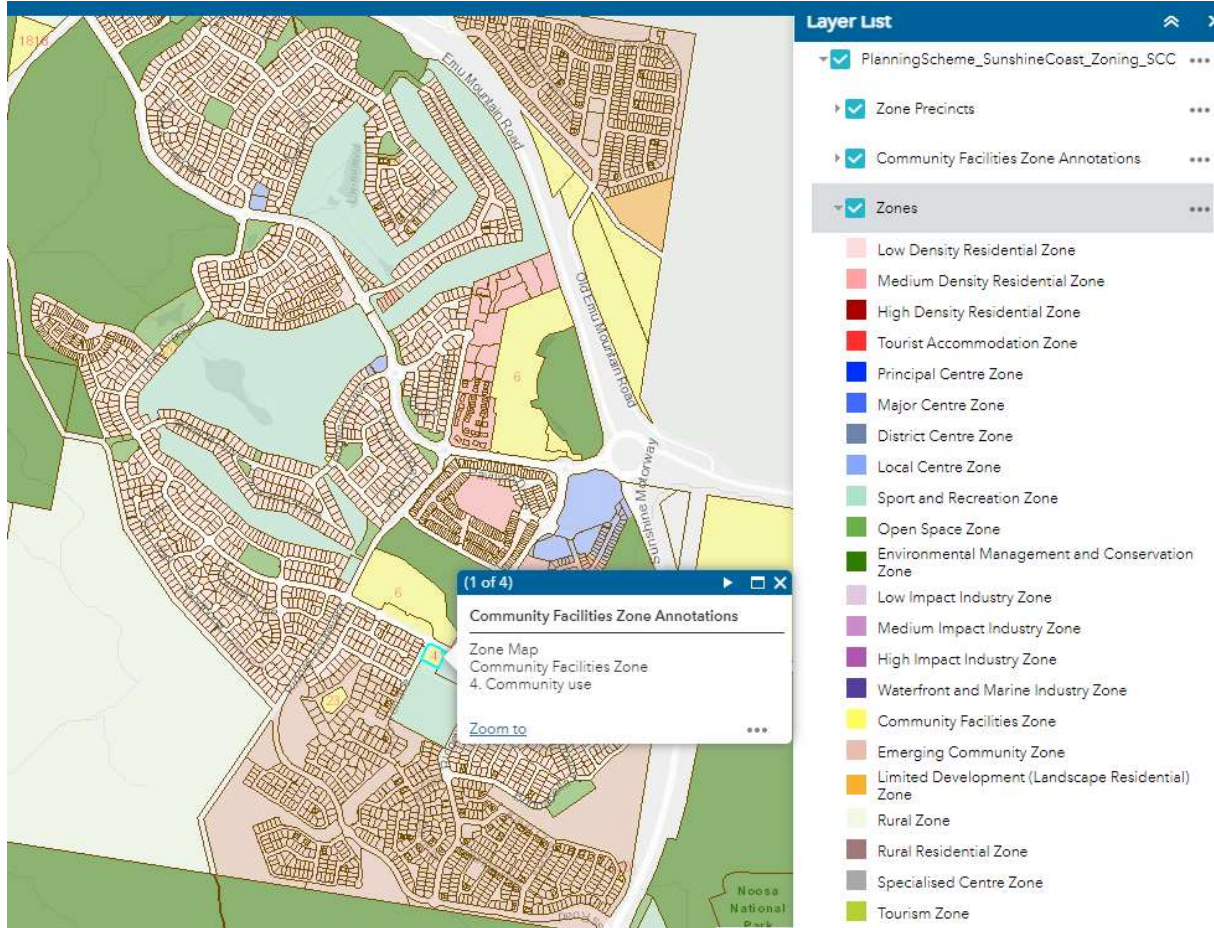 1818
Emu Mountain Road
Un-named
Old Emu Mountain Road
6
Sunshine Motorway
6
4
23
Noosa
National
Park
(1 of 4)
Community Facilities Zone Annotations
Zone Map
Community Facilities Zone
4. Community use
Zoom to
Layer List
PlanningScheme_SunshineCoast_Zoning_SCC
Zone Precincts
Community Facilities Zone Annotations
Zones
Low Density Residential Zone
Medium Density Residential Zone
High Density Residential Zone
Tourist Accommodation Zone
Principal Centre Zone
Major Centre Zone
District Centre Zone
Local Centre Zone
Sport and Recreation Zone
Open Space Zone
Environmental Management and Conservation
Zone
Low Impact Industry Zone
Medium Impact Industry Zone
High Impact Industry Zone
Waterfront and Marine Industry Zone
Community Facilities Zone
Emerging Community Zone
Limited Development (Landscape Residential)
Zone
Rural Zone
Rural Residential Zone
Specialised Centre Zone
Tourism Zone